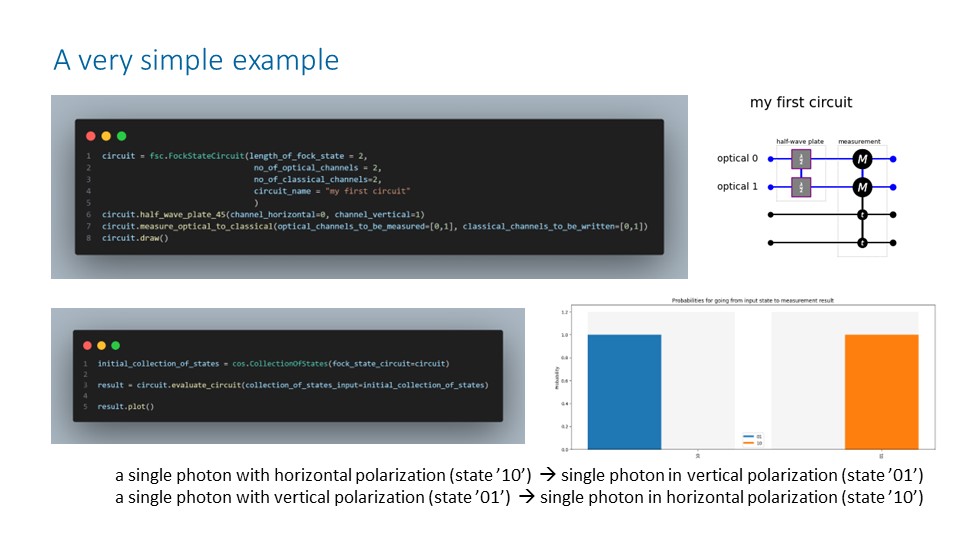 A very simple example
1 circuit = fsc.FockStateCircuit(length_of_fock_state = 2,
2 no_of_optical_channels = 2,
3 no_of_classical_channels=2,
4 circuit_name = "my first circuit"
5 )
6 circuit.half_wave_plate_45(channel_horizontal=0, channel_vertical=1)
7 circuit.measure_optical_to_classical(optical_channels_to_be_measured=[0,1], classical_channels_to_be_written=[0,1])
8 circuit.draw()
my first circuit
half-wave plate measurement
optical 0
M
optical 1
M
1 initial_collection_of_states = cos.CollectionOfStates(fock_state_circuit=circuit)
2
3 result = circuit.evaluate_circuit(collection_of_states_input=initial_collection_of_states)
4
5 result.plot()
Probabilities for going from input state to measurement result
1.2
1.0
0.8
0.6
0.4
0.2
0.0
Probability
01
10
10
01
a single photon with horizontal polarization (state ’10’) → single photon in vertical polarization (state ’01’)
a single photon with vertical polarization (state ’01’) → single photon in horizontal polarization (state ’10’)